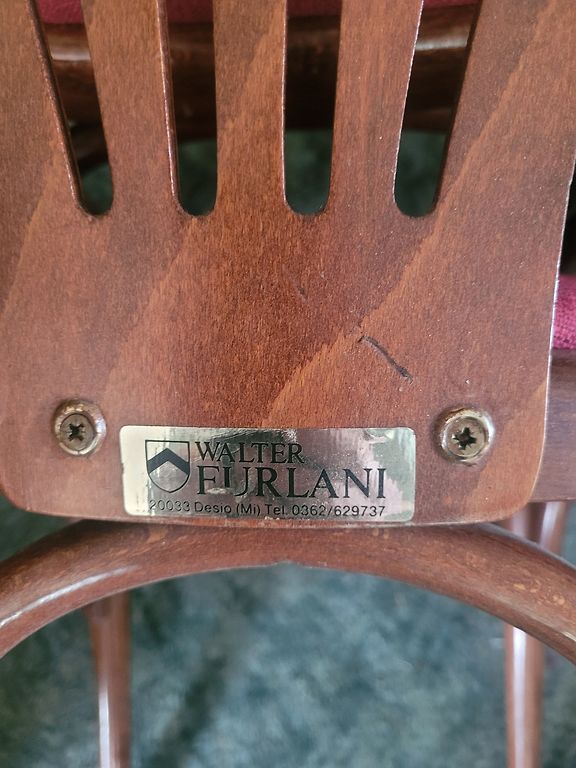 WALTER
FURLANI
20033 Desio (Mi) Tel. 0362/629737